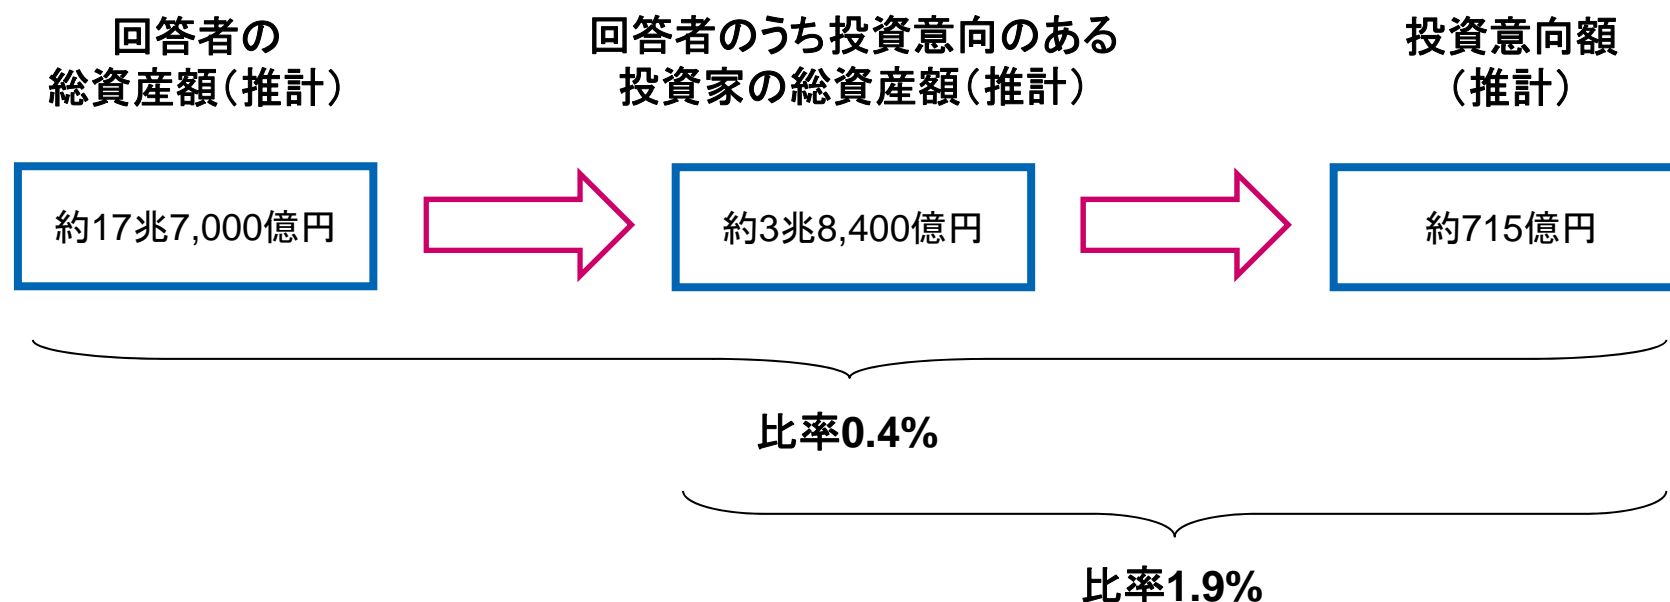 回答者の
総資産額(推計)
回答者のうち投資意向のある
投資家の総資産額(推計)
投資意向額
(推計)
約17兆7,000億円
約3兆8,400億円
約715億円
比率0.4%
比率1.9%